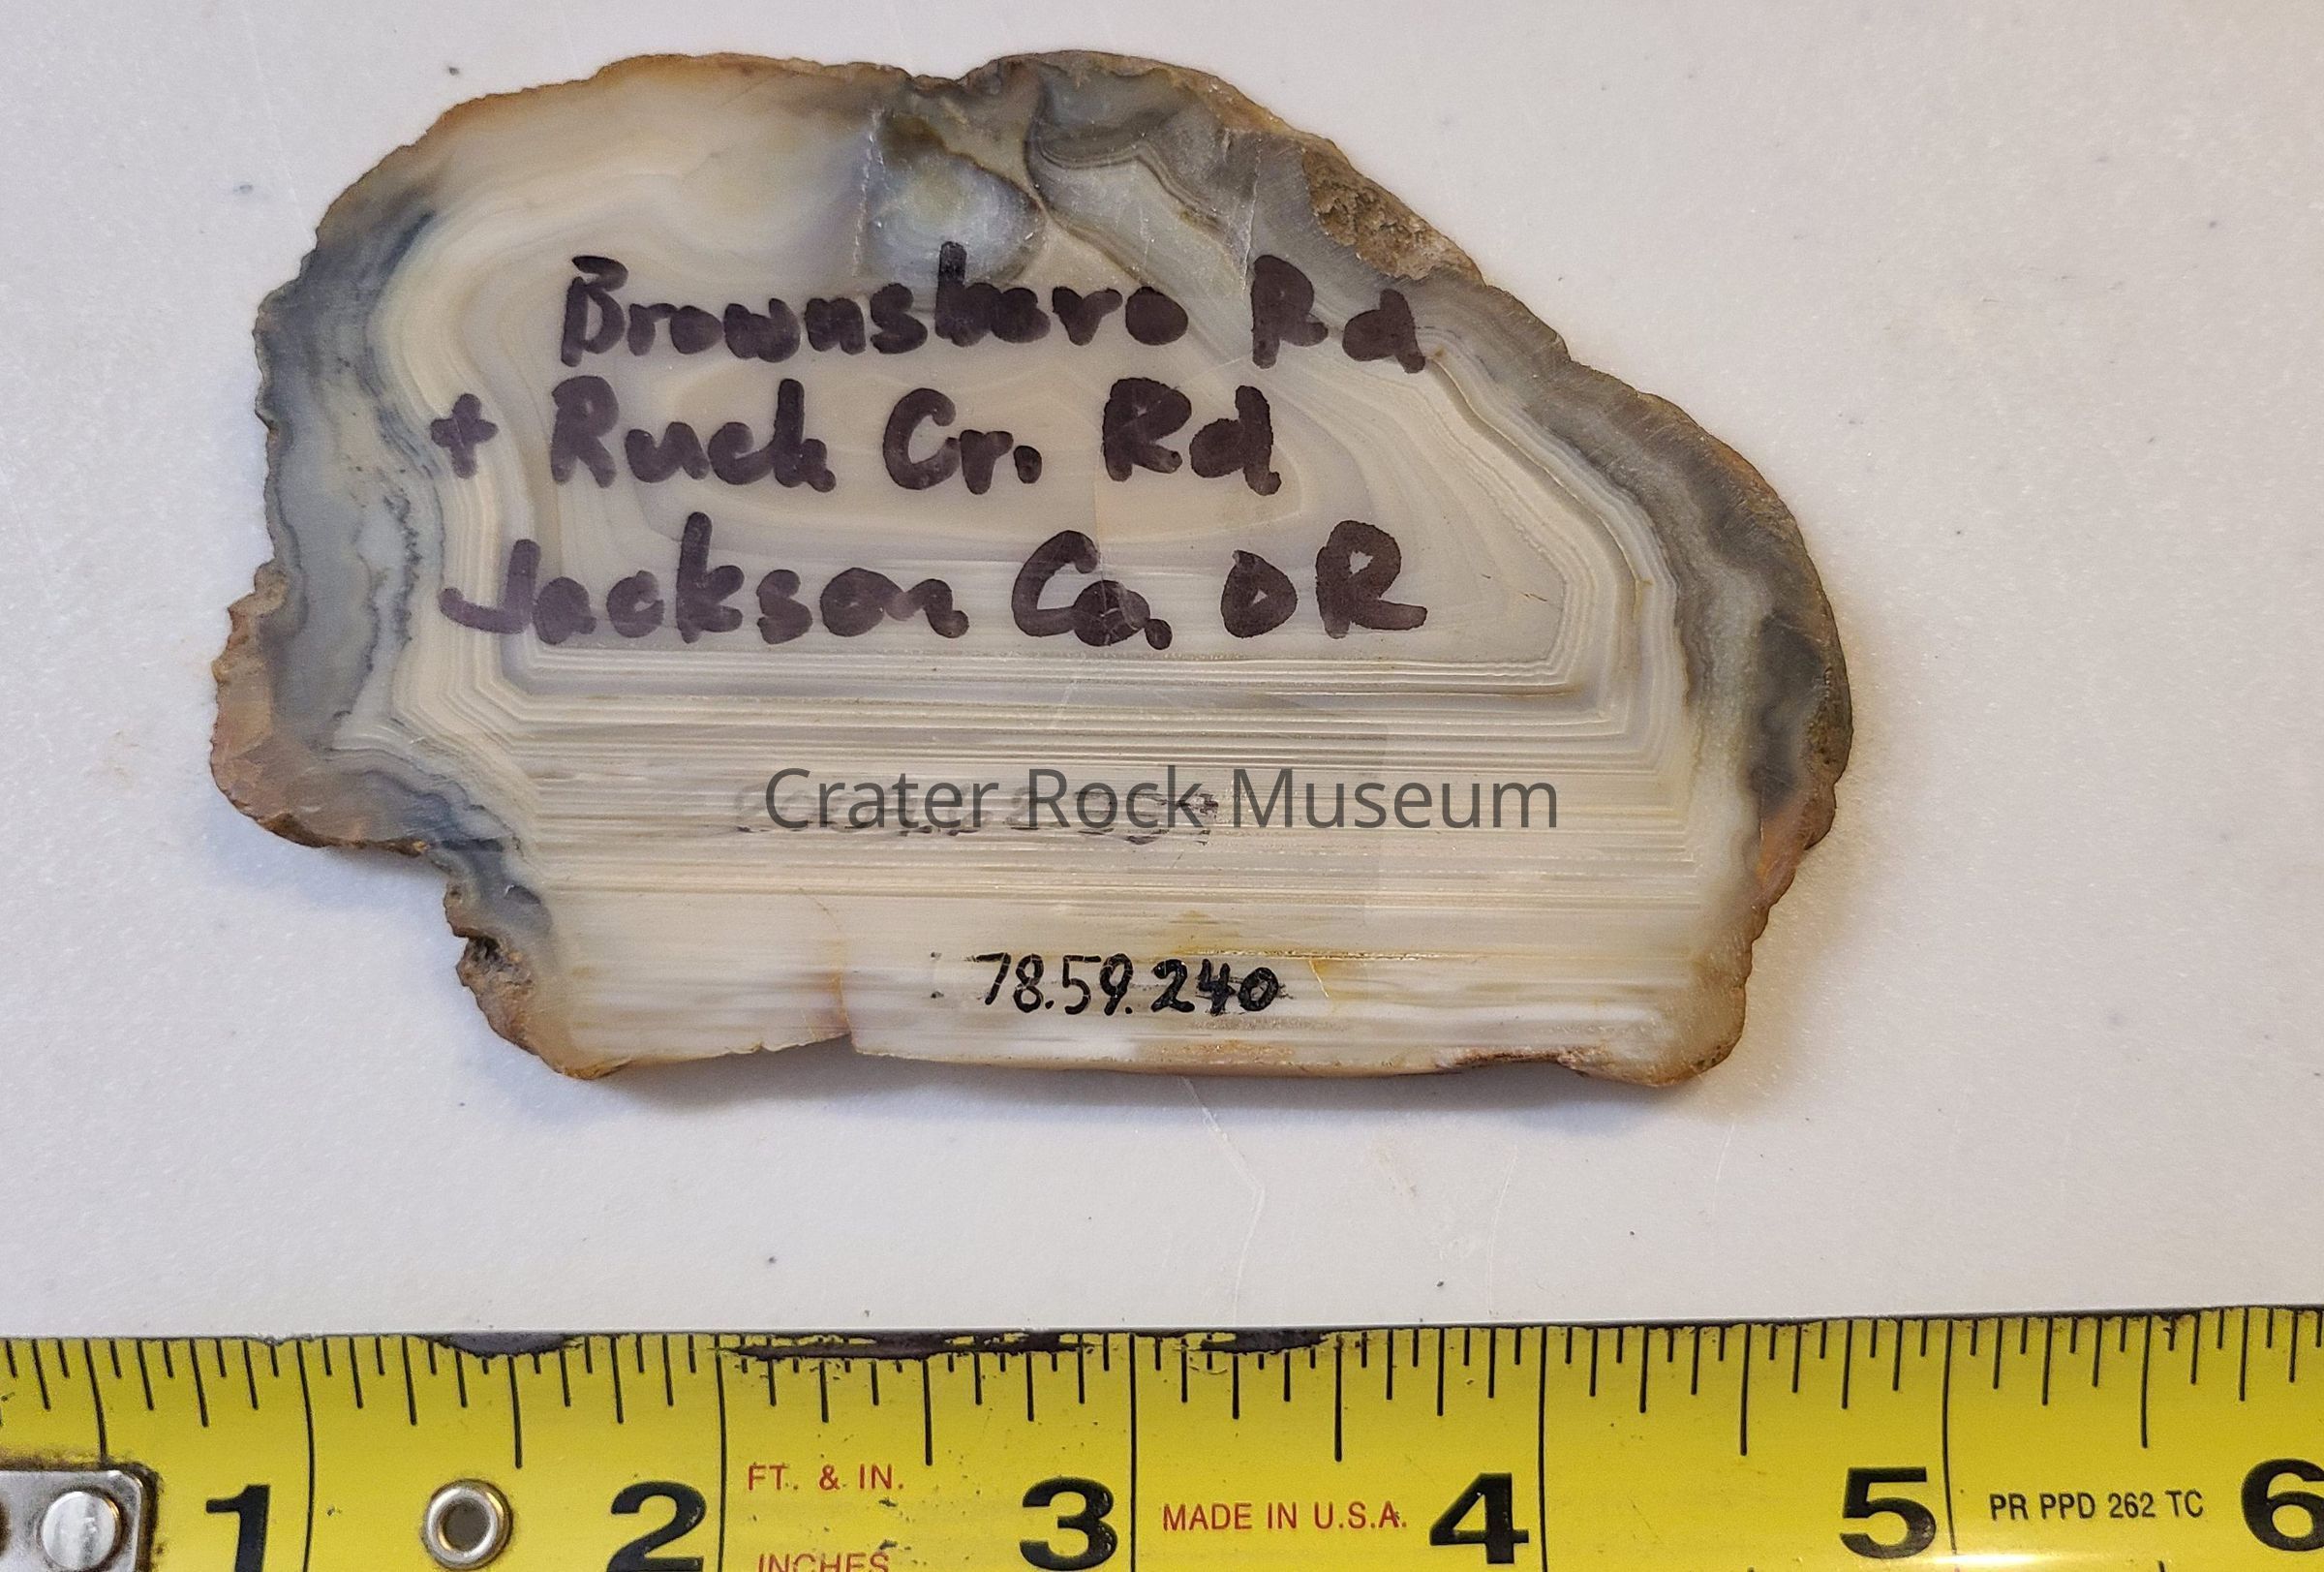 Brownsboro Rd
+ Ruch Cr. Rd
Jackson Co. OR
Crater Rock Museum
78.59.240
1 2 3 4 5 6
FT. & IN.
INCHES
MADE IN U.S.A.
PR PPD 262 TC